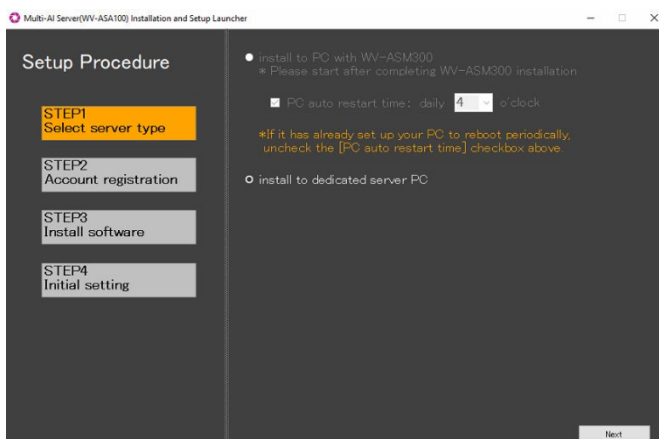 Multi-AI Server(WV-ASA100) Installation and Setup Launcher
Setup Procedure
STEP1
Select server type
STEP2
Account registration
STEP3
Install software
STEP4
Initial setting
install to PC with WV-ASM300
* Please start after completing WV-ASM300 installation
PC auto restart time: daily 4 o'clock
*If it has already set up your PC to reboot periodically,
uncheck the [PC auto restart time] checkbox above.
install to dedicated server PC
Next